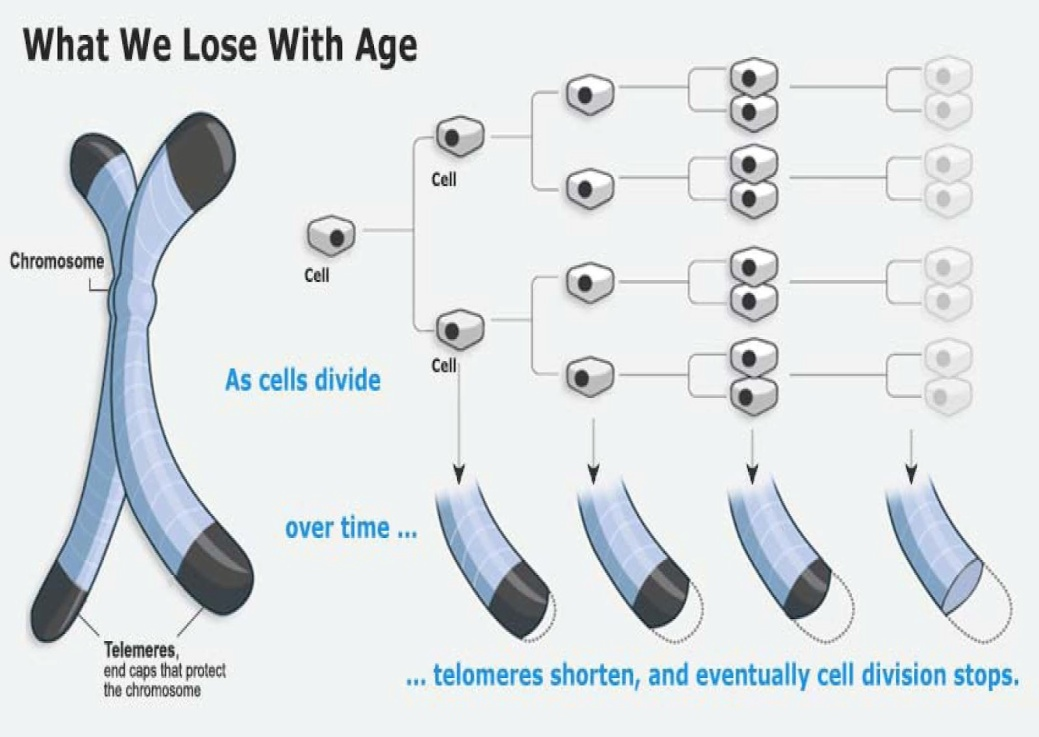 What We Lose With Age
Cell
Chromosome
Cell
Cell
As cells divide
over time ...
Telemeres,
end caps that protect
the chromosome
... telomeres shorten, and eventually cell division stops.